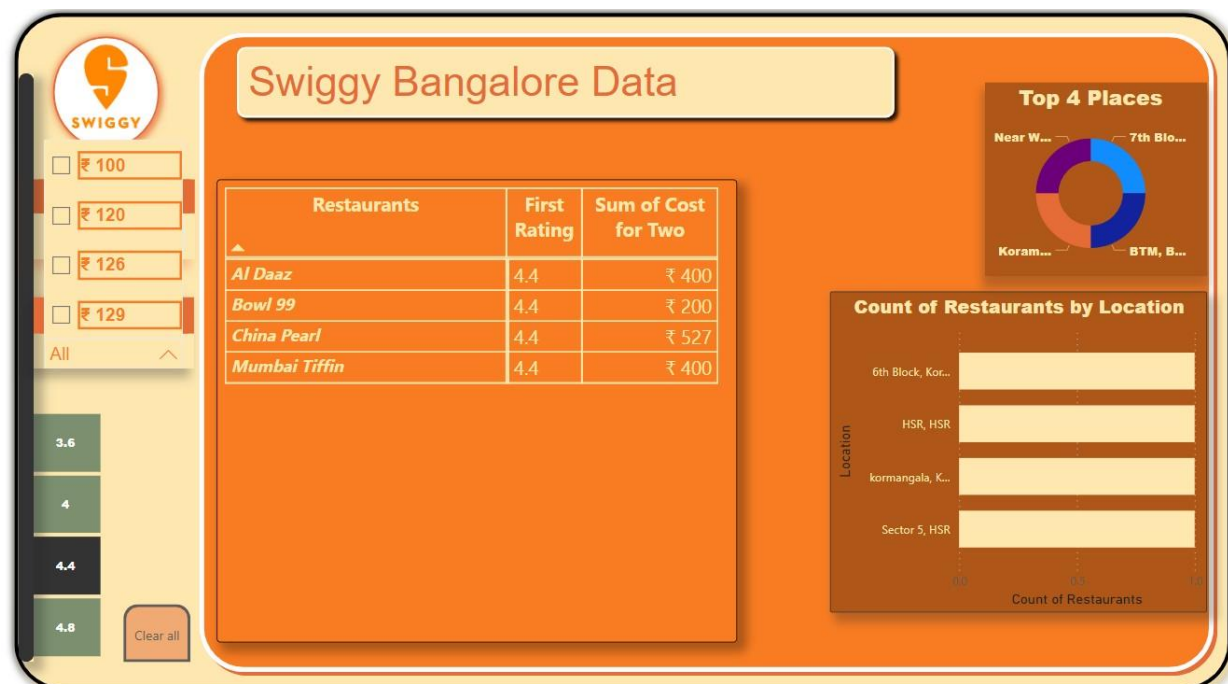 Swiggy Bangalore Data
SWIGGY
₹ 100
₹ 120
₹ 126
₹ 129
All
3.6
4
4.4
4.8
Clear all
Restaurants First Rating Sum of Cost for Two
Al Daaz 4.4 ₹ 400
Bowl 99 4.4 ₹ 200
China Pearl 4.4 ₹ 527
Mumbai Tiffin 4.4 ₹ 400
Top 4 Places
Near W... 7th Blo...
Koram... BTM, B...
Count of Restaurants by Location
Location
6th Block, Kor...
HSR, HSR
kormangala, K...
Sector 5, HSR
0.0 0.5 1.0
Count of Restaurants